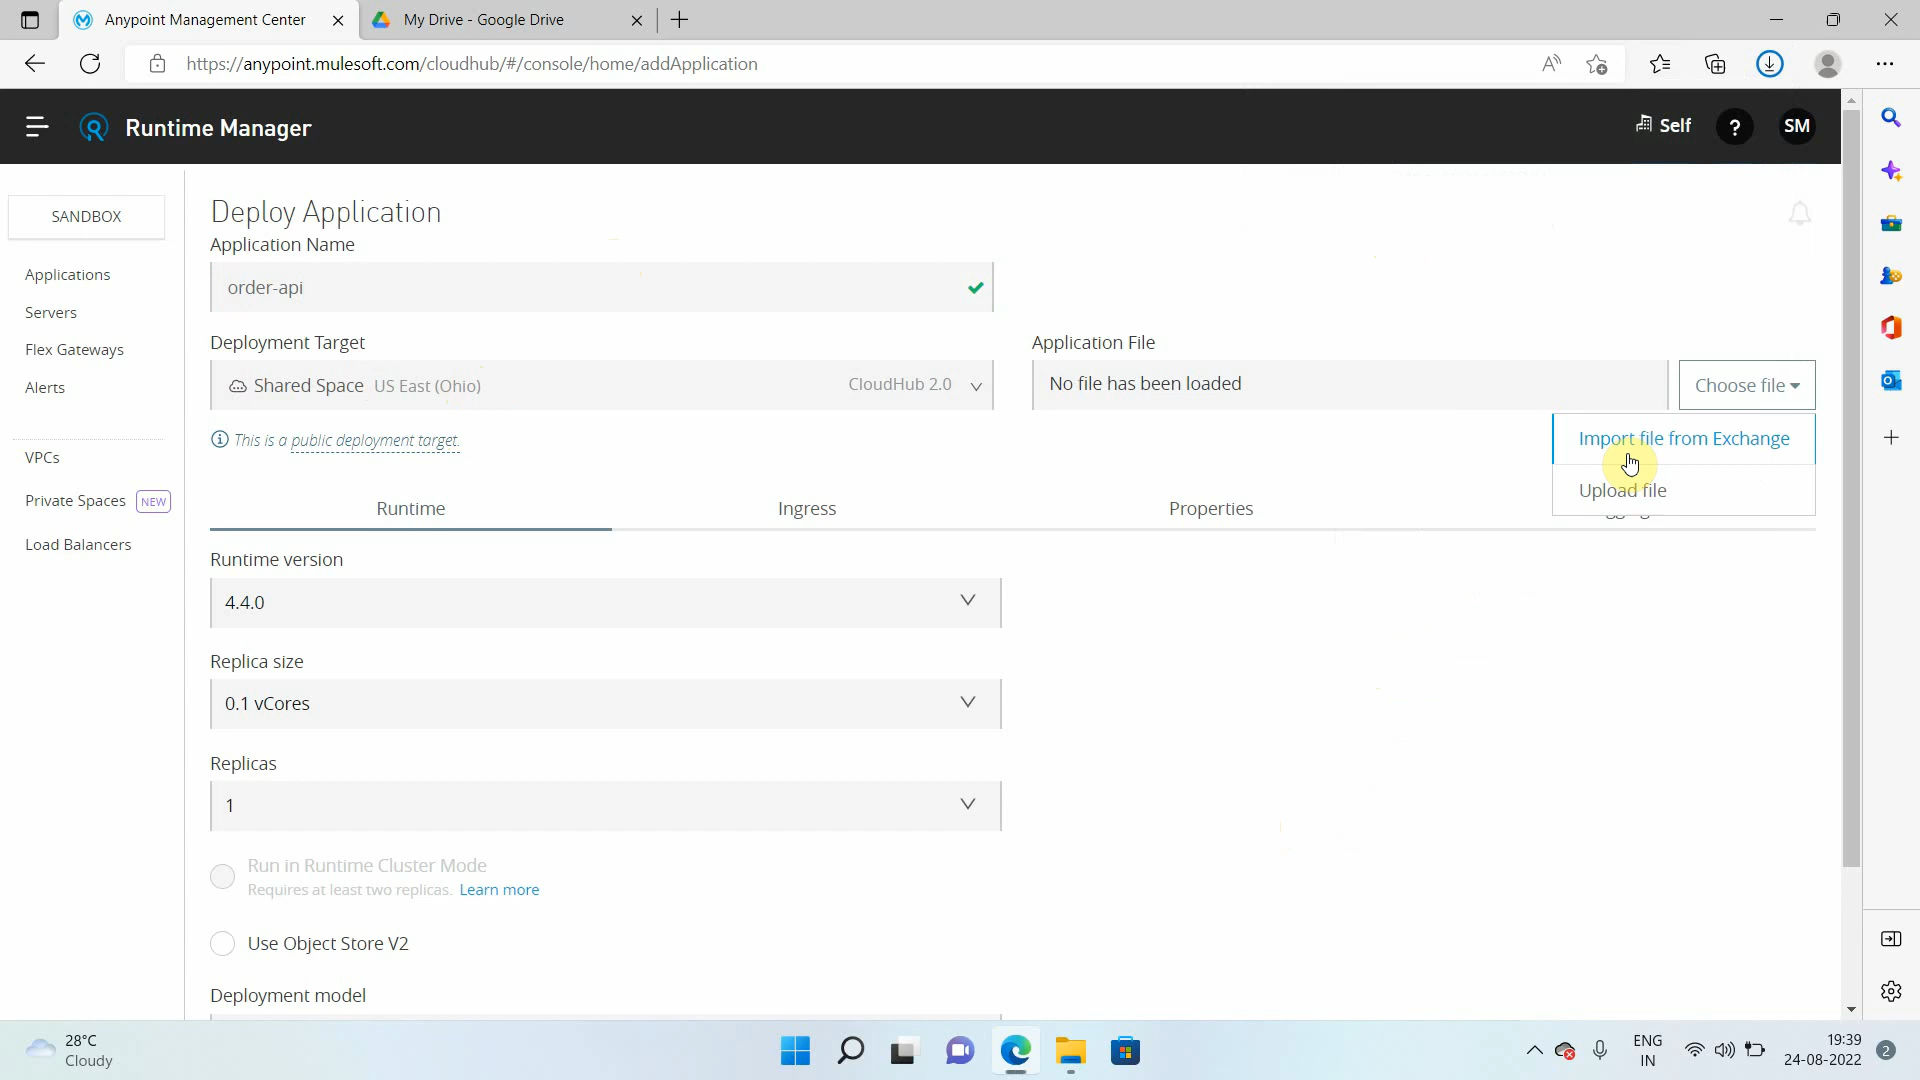 Anypoint Management Center
My Drive - Google Drive
https://anypoint.mulesoft.com/cloudhub/#/console/home/addApplication
Runtime Manager
Self
?
SM
SANDBOX
Applications
Servers
Flex Gateways
Alerts
VPCs
Private Spaces NEW
Load Balancers
Deploy Application
Application Name
order-api
Deployment Target
Shared Space US East (Ohio) CloudHub 2.0
This is a public deployment target.
Application File
No file has been loaded
Choose file
Import file from Exchange
Upload file
Runtime Ingress Properties
Runtime version
4.4.0
Replica size
0.1 vCores
Replicas
1
Run in Runtime Cluster Mode
Requires at least two replicas. Learn more
Use Object Store V2
Deployment model
28°C
Cloudy
ENG
IN
19:39
24-08-2022
2